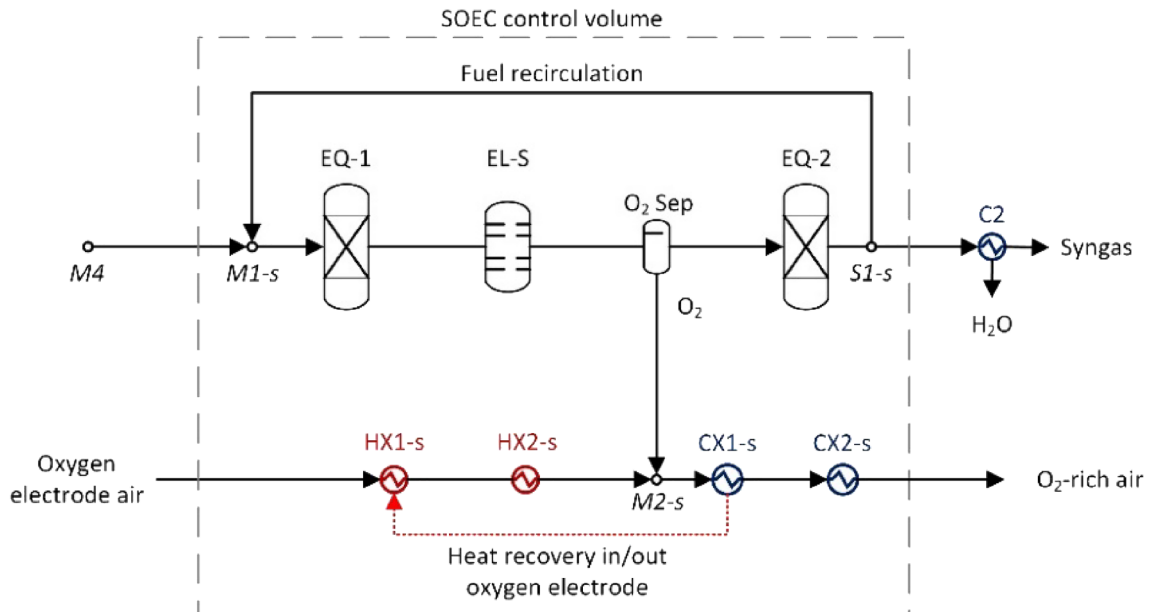 SOEC control volume
Fuel recirculation
EQ-1
EL-S
O₂ Sep
EQ-2
C2
M4
M1-s
S1-s
Syngas
O₂
H₂O
HX1-s
HX2-s
CX1-s
CX2-s
Oxygen
electrode air
M2-s
O₂-rich air
Heat recovery in/out
oxygen electrode